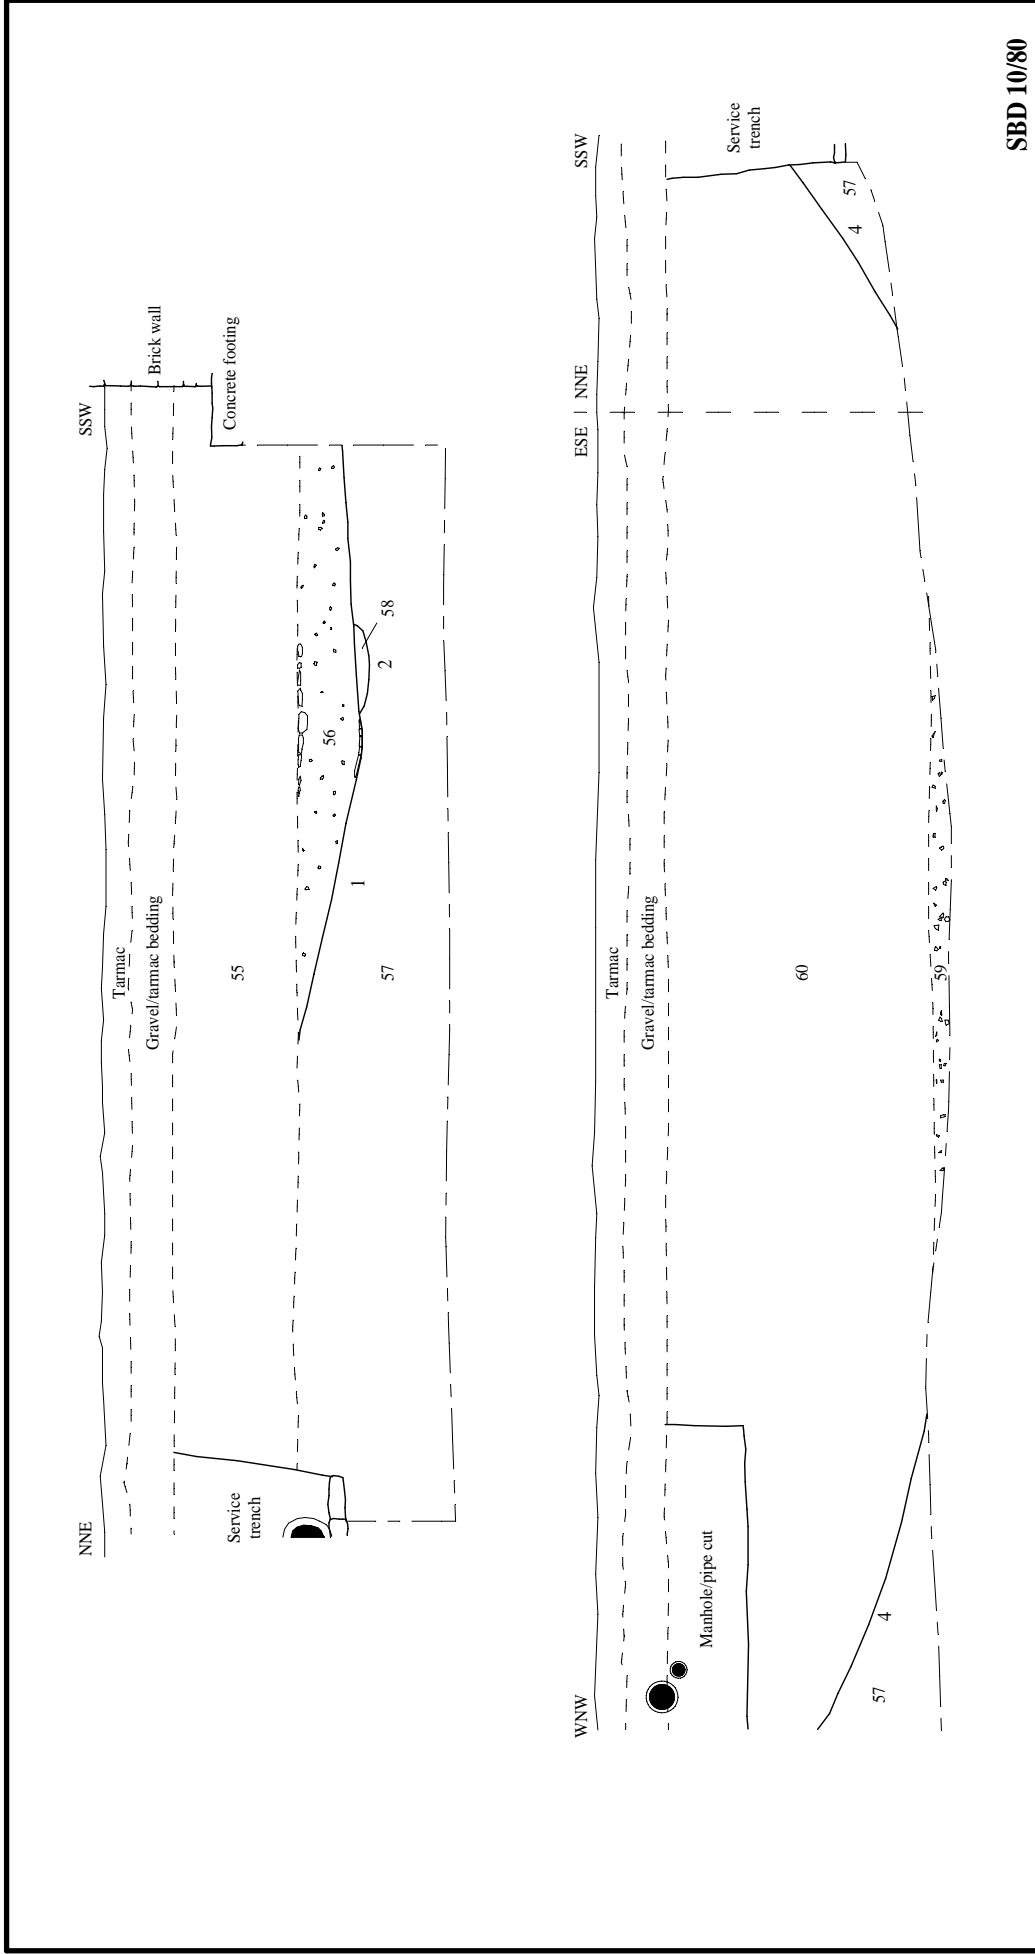 NNE
SSW
Tarmac
Gravel/tarmac bedding
Brick wall
Concrete footing
Service
trench
55
56
58
2
1
57
WNW
ESE
NNE
SSW
Tarmac
Gravel/tarmac bedding
Manhole/pipe cut
Service
trench
60
57
4
59
4
57
SBD 10/80